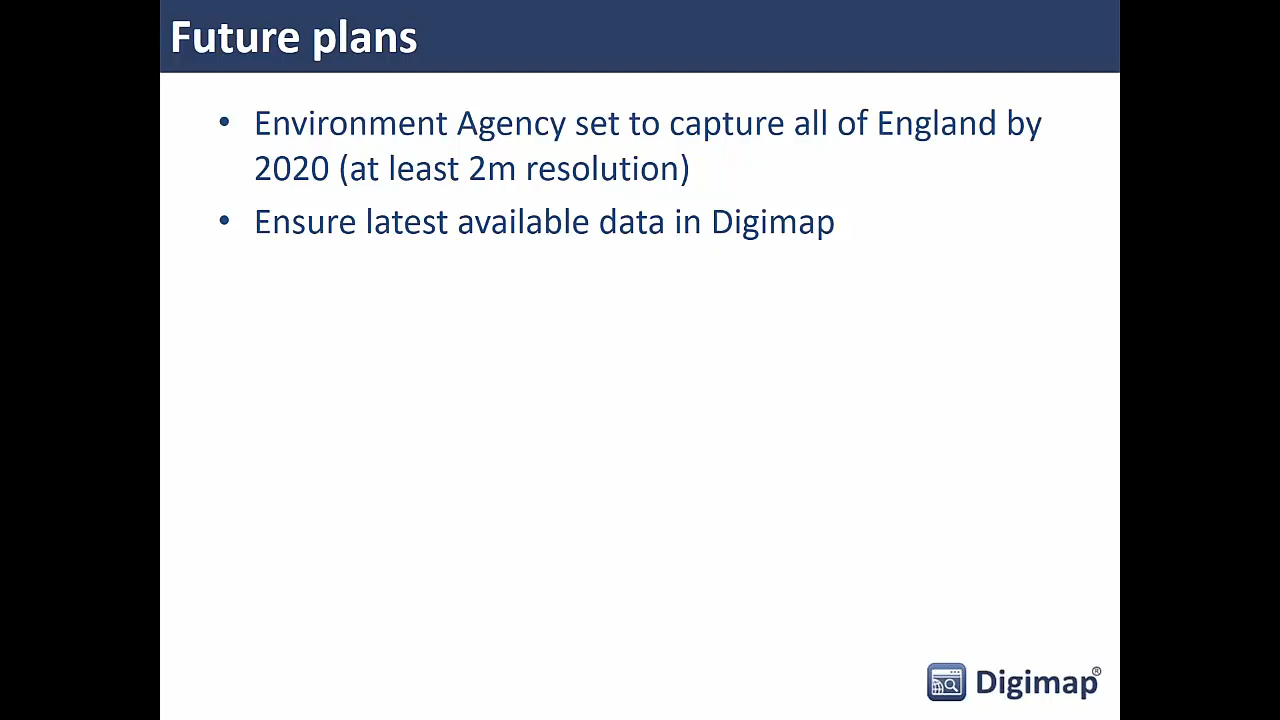 Future plans
• Environment Agency set to capture all of England by
2020 (at least 2m resolution)
• Ensure latest available data in Digimap
Digimap®